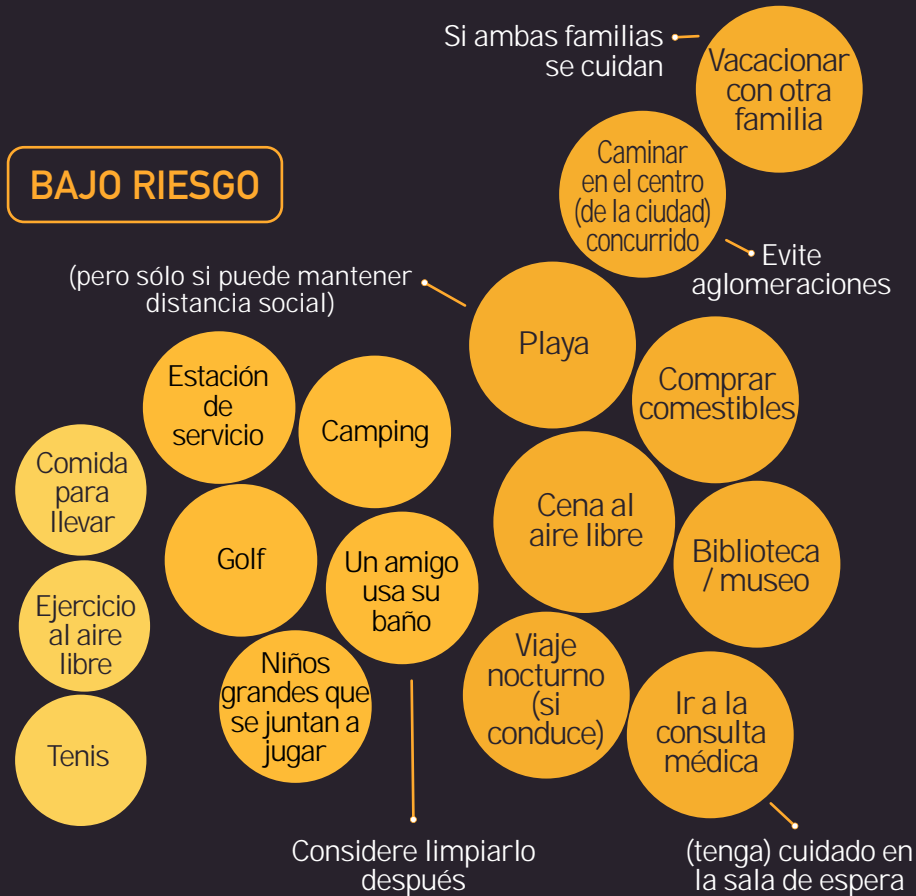 Si ambas familias
se cuidan
Vacacionar
con otra
familia
BAJO RIESGO
Caminar
en el centro
(de la ciudad)
concurrido
Evite
aglomeraciones
(pero sólo si puede mantener
distancia social)
Playa
Estación
de
servicio
Camping
Comprar
comestibles
Comida
para
llevar
Golf
Un amigo
usa su
baño
Cena al
aire libre
Biblioteca
/ museo
Ejercicio
al aire
libre
Niños
grandes que
se juntan a
jugar
Viaje
nocturno
(si
conduce)
Ir a la
consulta
médica
Tenis
Considere limpiarlo
después
(tenga) cuidado en
la sala de espera